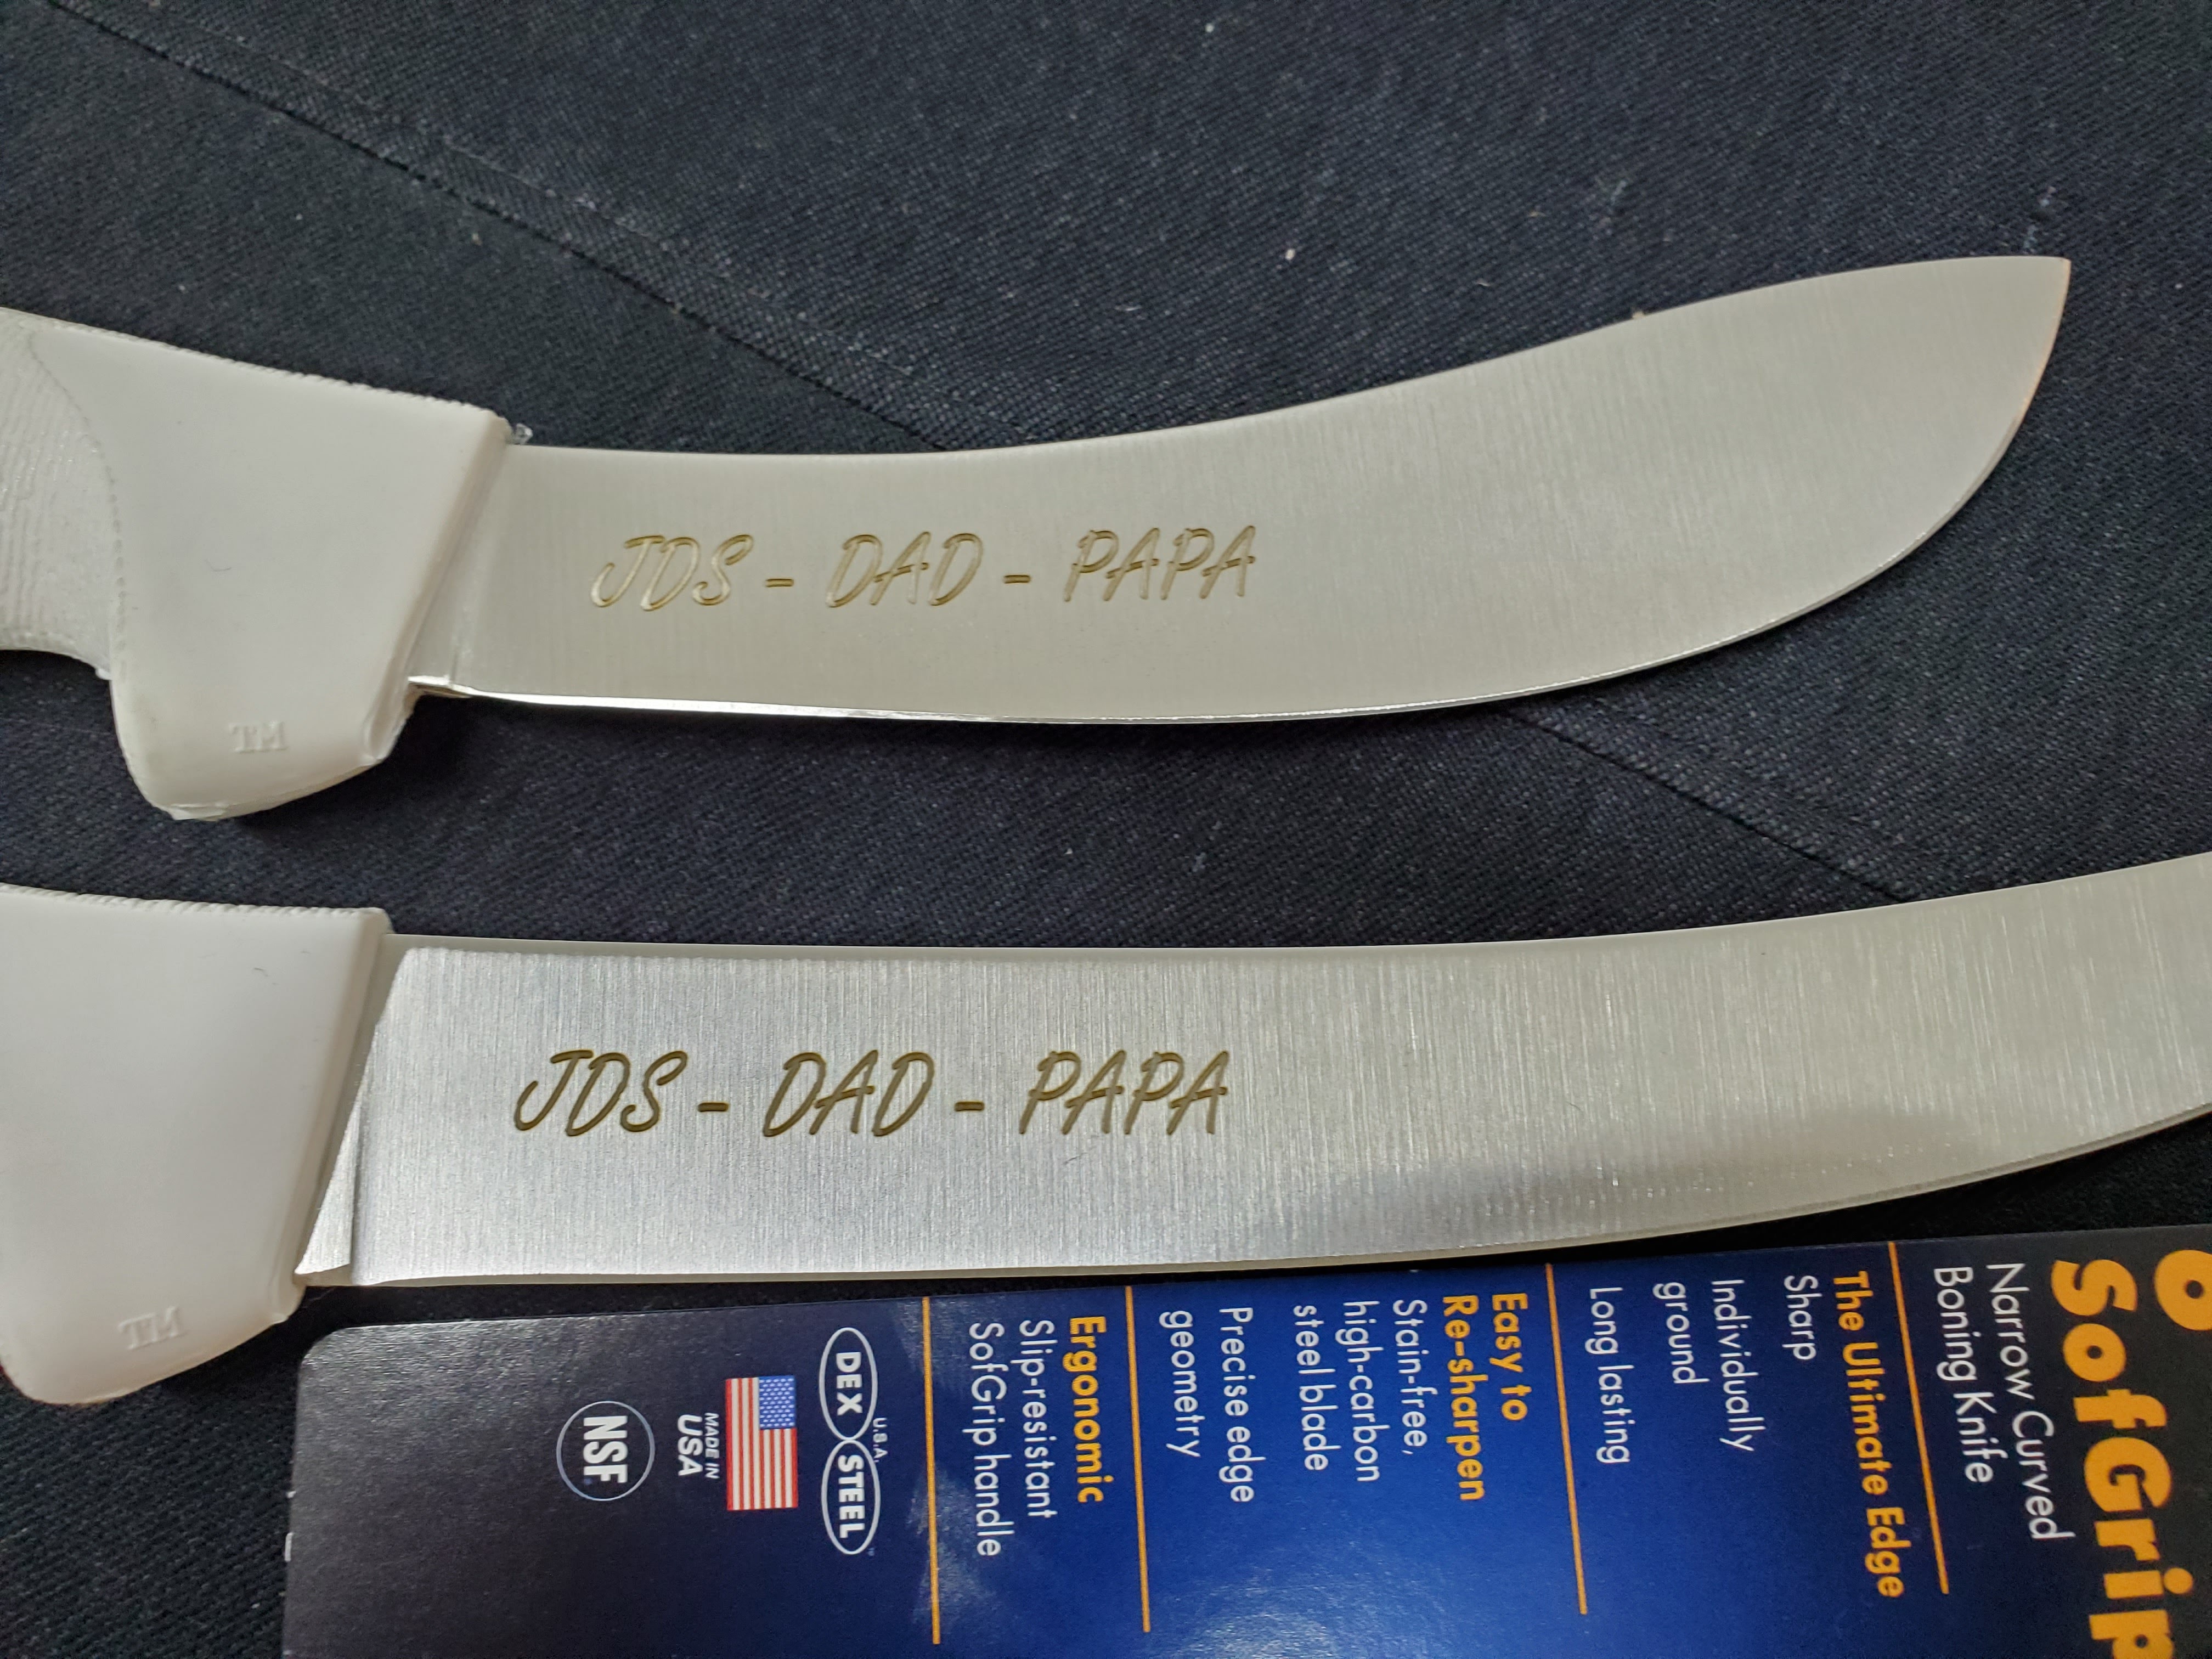 JDS - DAD - PAPA
TM
JDS - DAD - PAPA
TM
SofGrip
Narrow Curved
Boning Knife
The Ultimate Edge
Sharp
Individually
ground
Long lasting
Easy to
Re-sharpen
Stain-free,
high-carbon
steel blade
Precise edge
geometry
Ergonomic
Slip-resistant
SofGrip handle
U.S.A.
DEX STEEL
MADE IN
USA
NSF